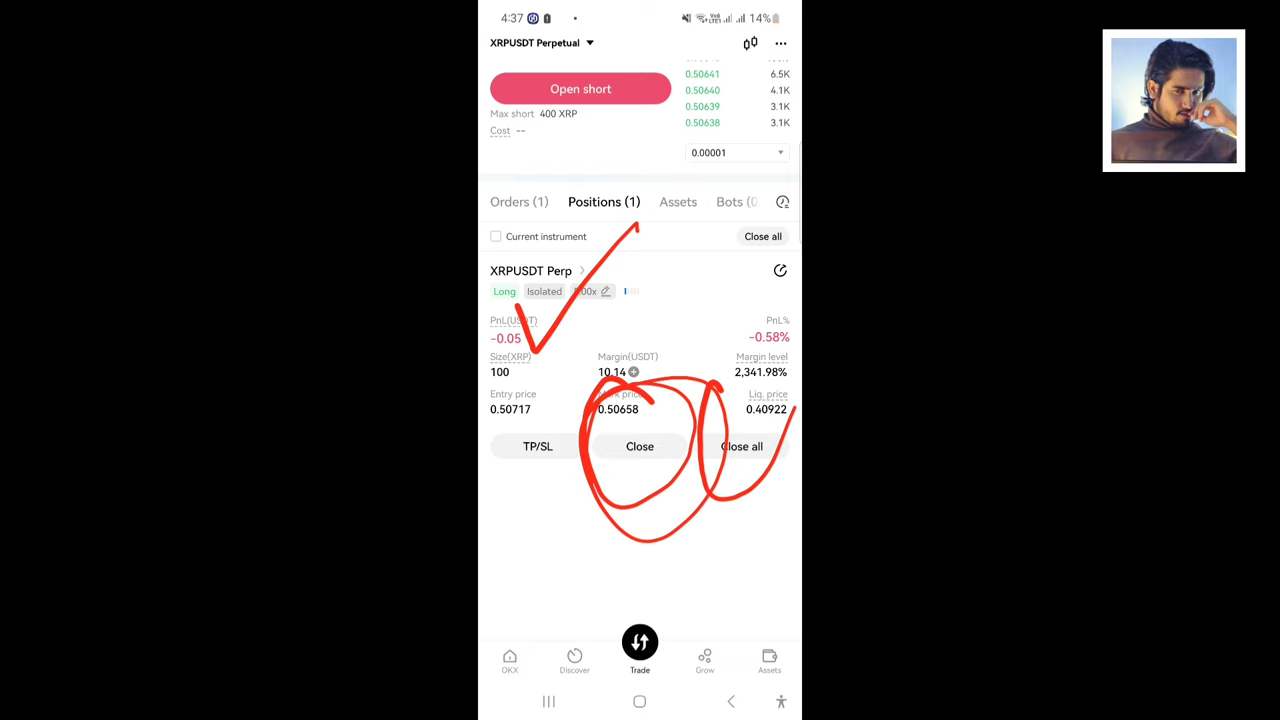 4:37 14%
XRPUSDT Perpetual
Open short
0.50641 6.5K
0.50640 4.1K
Max short 400 XRP
0.50639 3.1K
Cost --
0.50638 3.1K
0.00001
Orders (1) Positions (1) Assets Bots (0
Current instrument Close all
XRPUSDT Perp
Long Isolated
PnL(USDT) PnL%
-0.05 -0.58%
Size(XRP) Margin(USDT) Margin level
100 10.14 2,341.98%
Entry price Mark price Liq. price
0.50717 0.50658 0.40922
TP/SL Close Close all
OKX Discover Trade Grow Assets